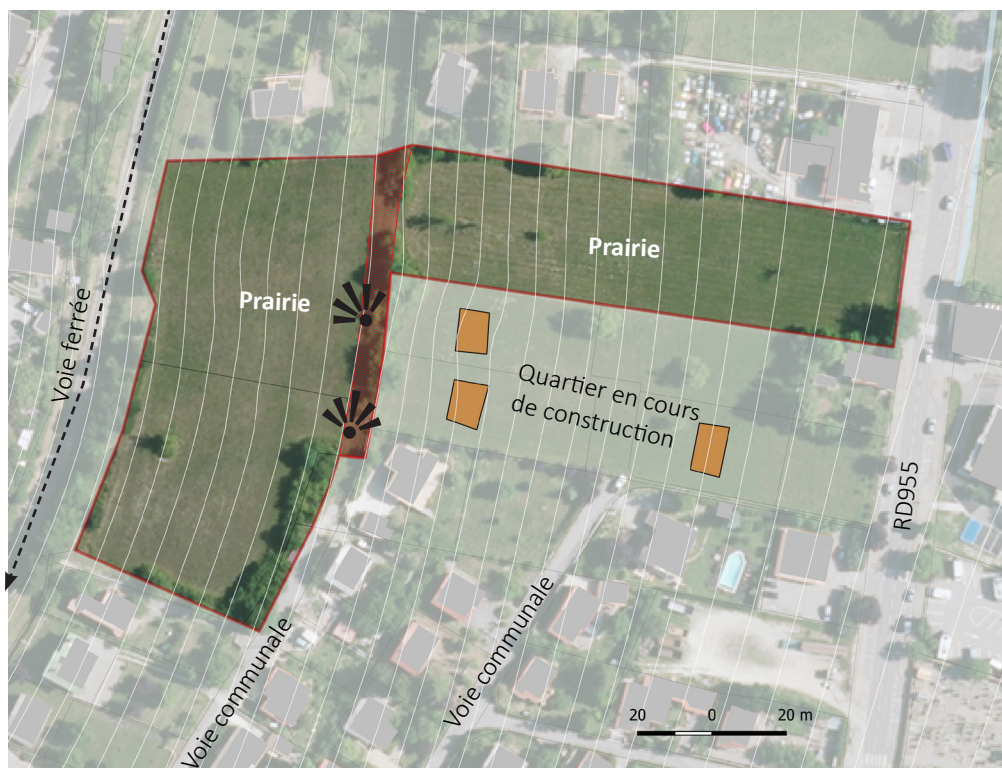 Prairie
Prairie
Voie ferrée
Quartier en cours
de construction
RD955
Voie communale
Voie communale
20 0 20 m